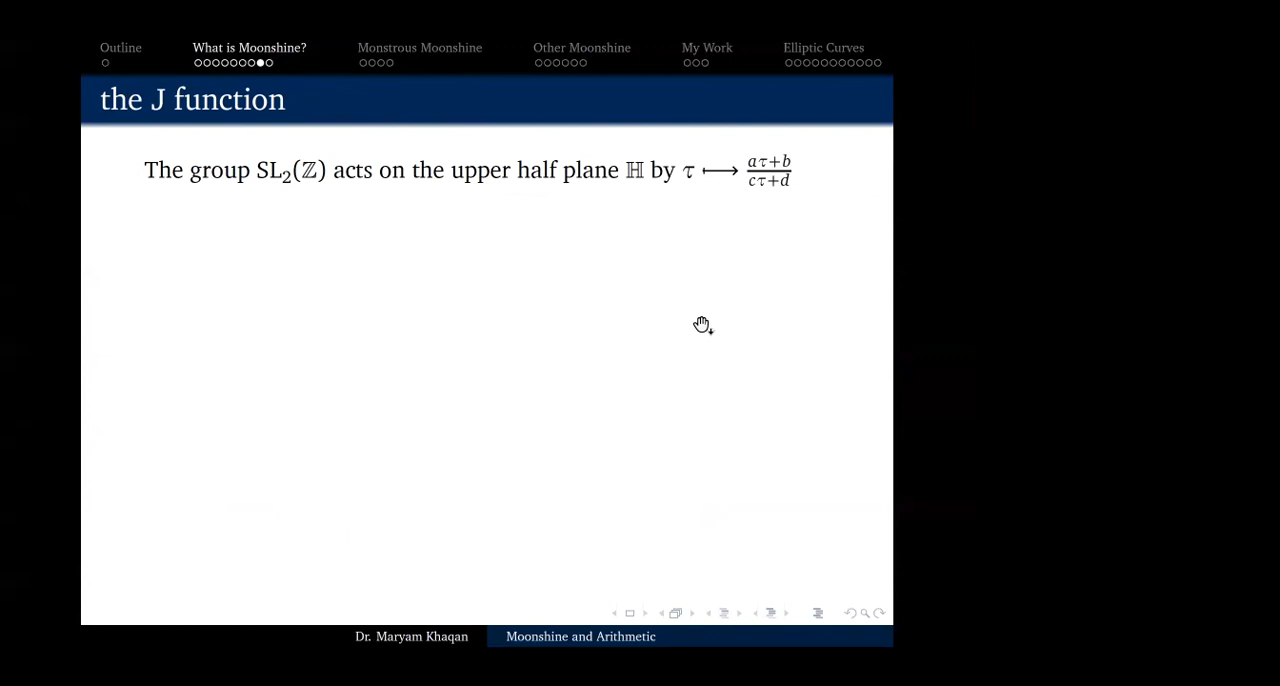 Outline What is Moonshine? Monstrous Moonshine Other Moonshine My Work Elliptic Curves
the J function
The group SL₂(ℤ) acts on the upper half plane ℍ by τ ⟼ aτ+b / cτ+d
Dr. Maryam Khaqan Moonshine and Arithmetic